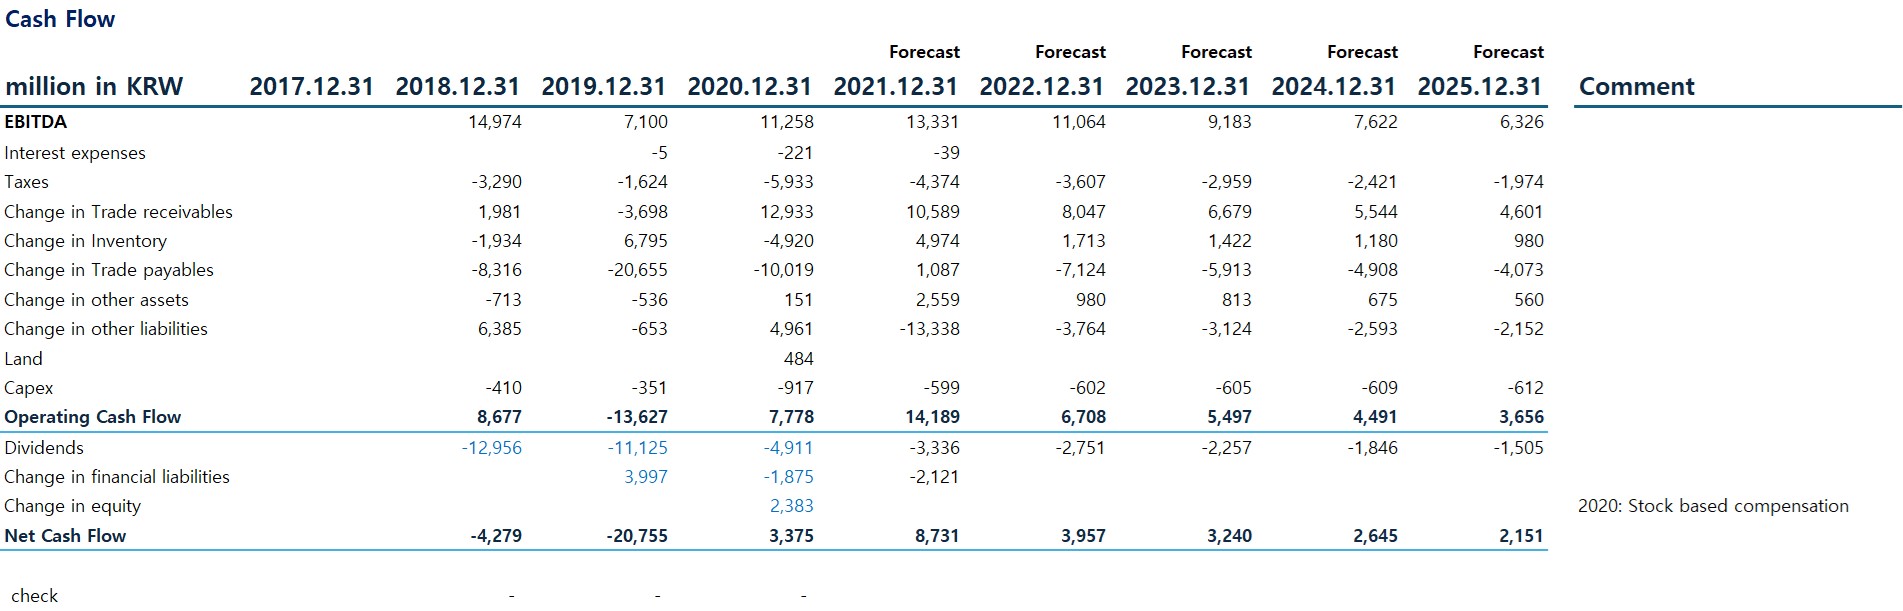 Cash Flow
Forecast Forecast Forecast Forecast Forecast
million in KRW 2017.12.31 2018.12.31 2019.12.31 2020.12.31 2021.12.31 2022.12.31 2023.12.31 2024.12.31 2025.12.31 Comment
EBITDA 14,974 7,100 11,258 13,331 11,064 9,183 7,622 6,326
Interest expenses -5 -221 -39
Taxes -3,290 -1,624 -5,933 -4,374 -3,607 -2,959 -2,421 -1,974
Change in Trade receivables 1,981 -3,698 12,933 10,589 8,047 6,679 5,544 4,601
Change in Inventory -1,934 6,795 -4,920 4,974 1,713 1,422 1,180 980
Change in Trade payables -8,316 -20,655 -10,019 1,087 -7,124 -5,913 -4,908 -4,073
Change in other assets -713 -536 151 2,559 980 813 675 560
Change in other liabilities 6,385 -653 4,961 -13,338 -3,764 -3,124 -2,593 -2,152
Land 484
Capex -410 -351 -917 -599 -602 -605 -609 -612
Operating Cash Flow 8,677 -13,627 7,778 14,189 6,708 5,497 4,491 3,656
Dividends -12,956 -11,125 -4,911 -3,336 -2,751 -2,257 -1,846 -1,505
Change in financial liabilities 3,997 -1,875 -2,121
Change in equity 2,383 2020: Stock based compensation
Net Cash Flow -4,279 -20,755 3,375 8,731 3,957 3,240 2,645 2,151
check - - -